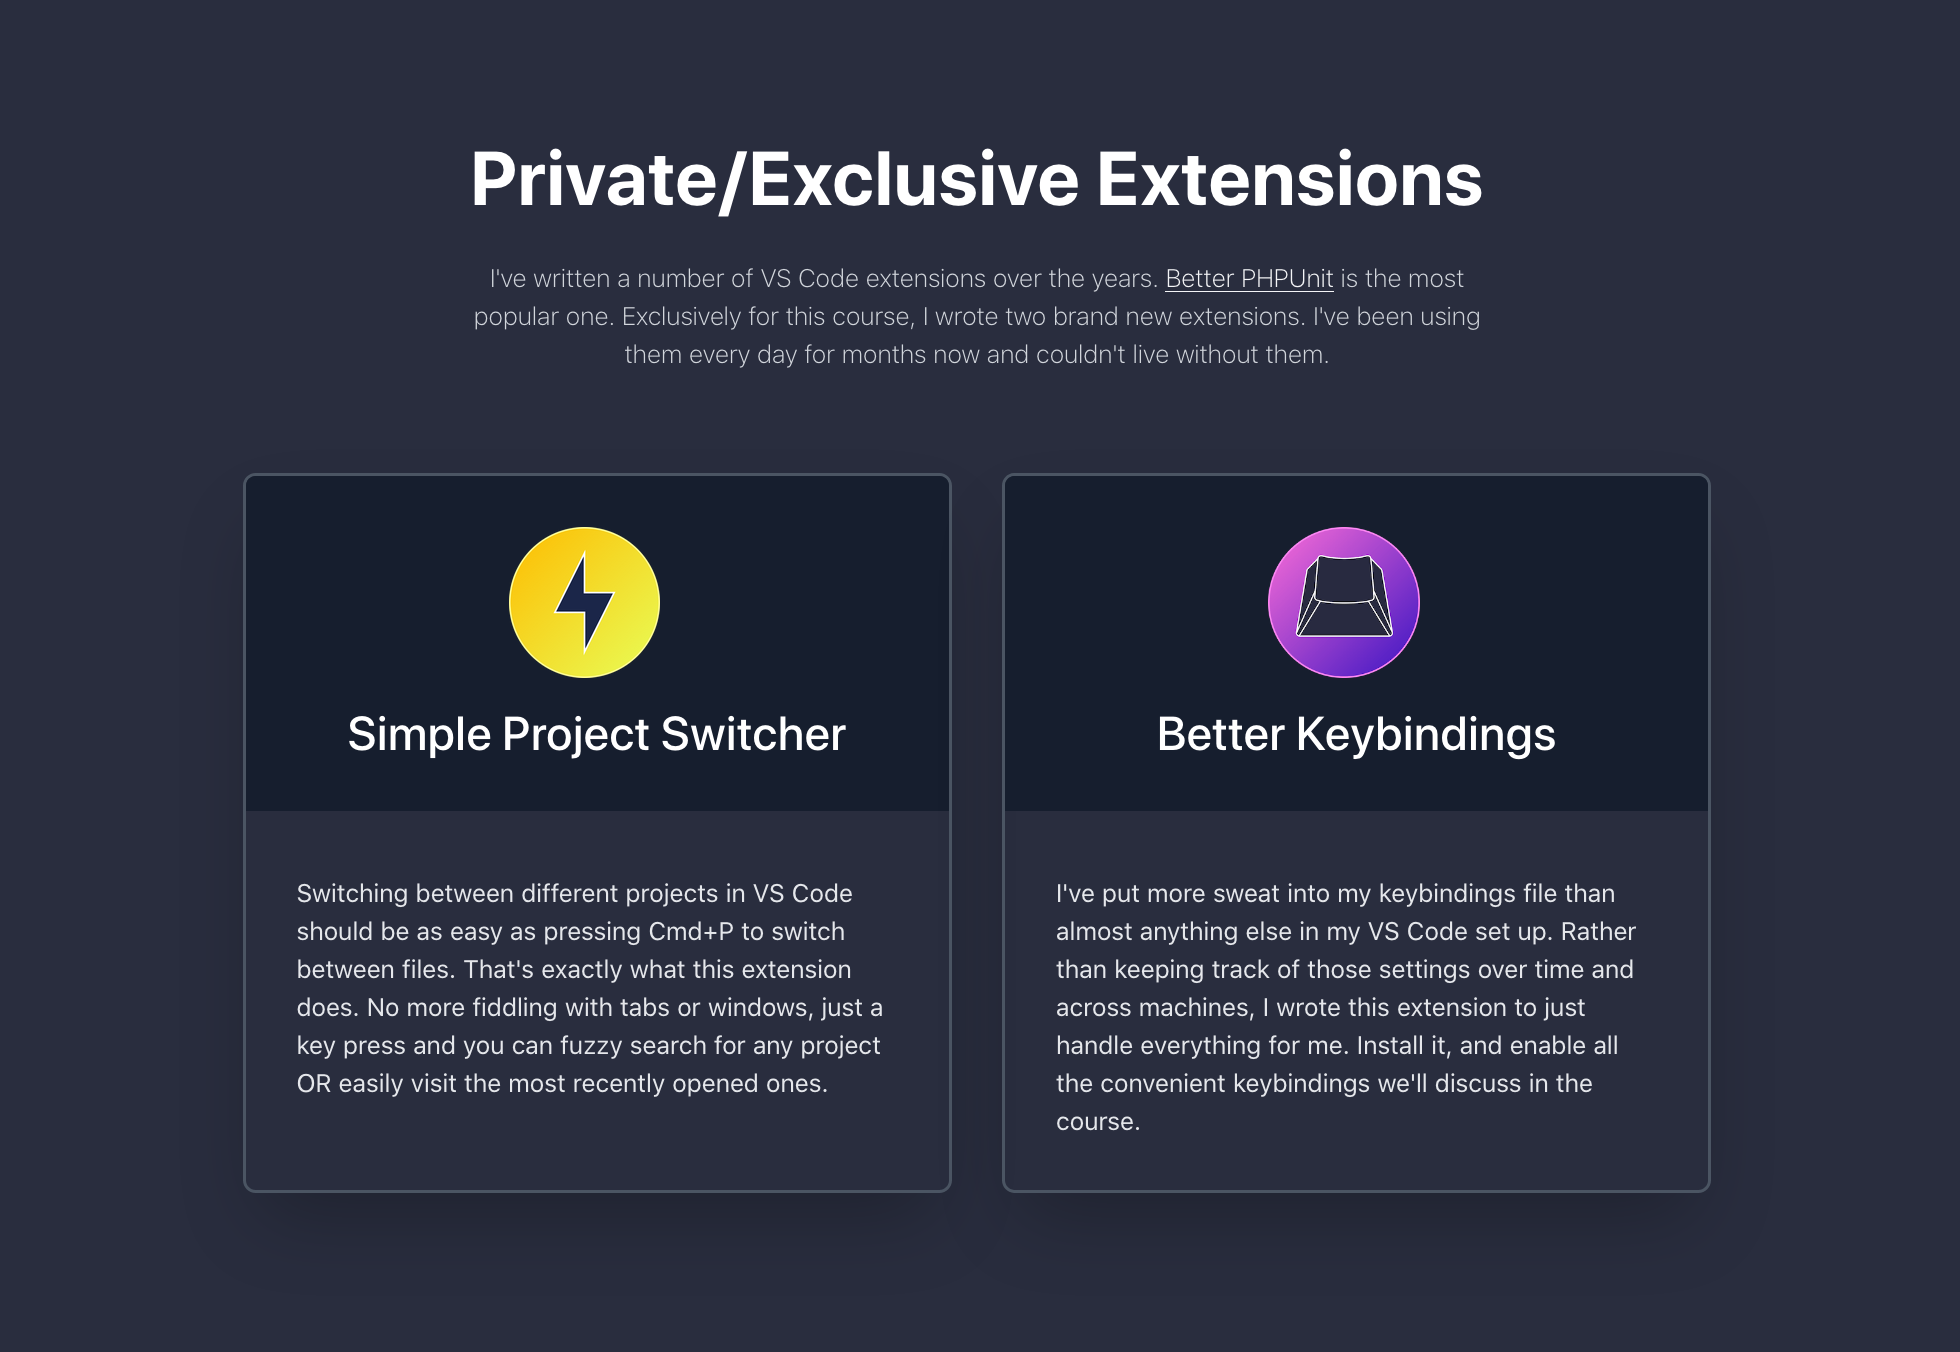 Private/Exclusive Extensions
I've written a number of VS Code extensions over the years. Better PHPUnit is the most
popular one. Exclusively for this course, I wrote two brand new extensions. I've been using
them every day for months now and couldn't live without them.
Simple Project Switcher
Switching between different projects in VS Code
should be as easy as pressing Cmd+P to switch
between files. That's exactly what this extension
does. No more fiddling with tabs or windows, just a
key press and you can fuzzy search for any project
OR easily visit the most recently opened ones.
Better Keybindings
I've put more sweat into my keybindings file than
almost anything else in my VS Code set up. Rather
than keeping track of those settings over time and
across machines, I wrote this extension to just
handle everything for me. Install it, and enable all
the convenient keybindings we'll discuss in the
course.